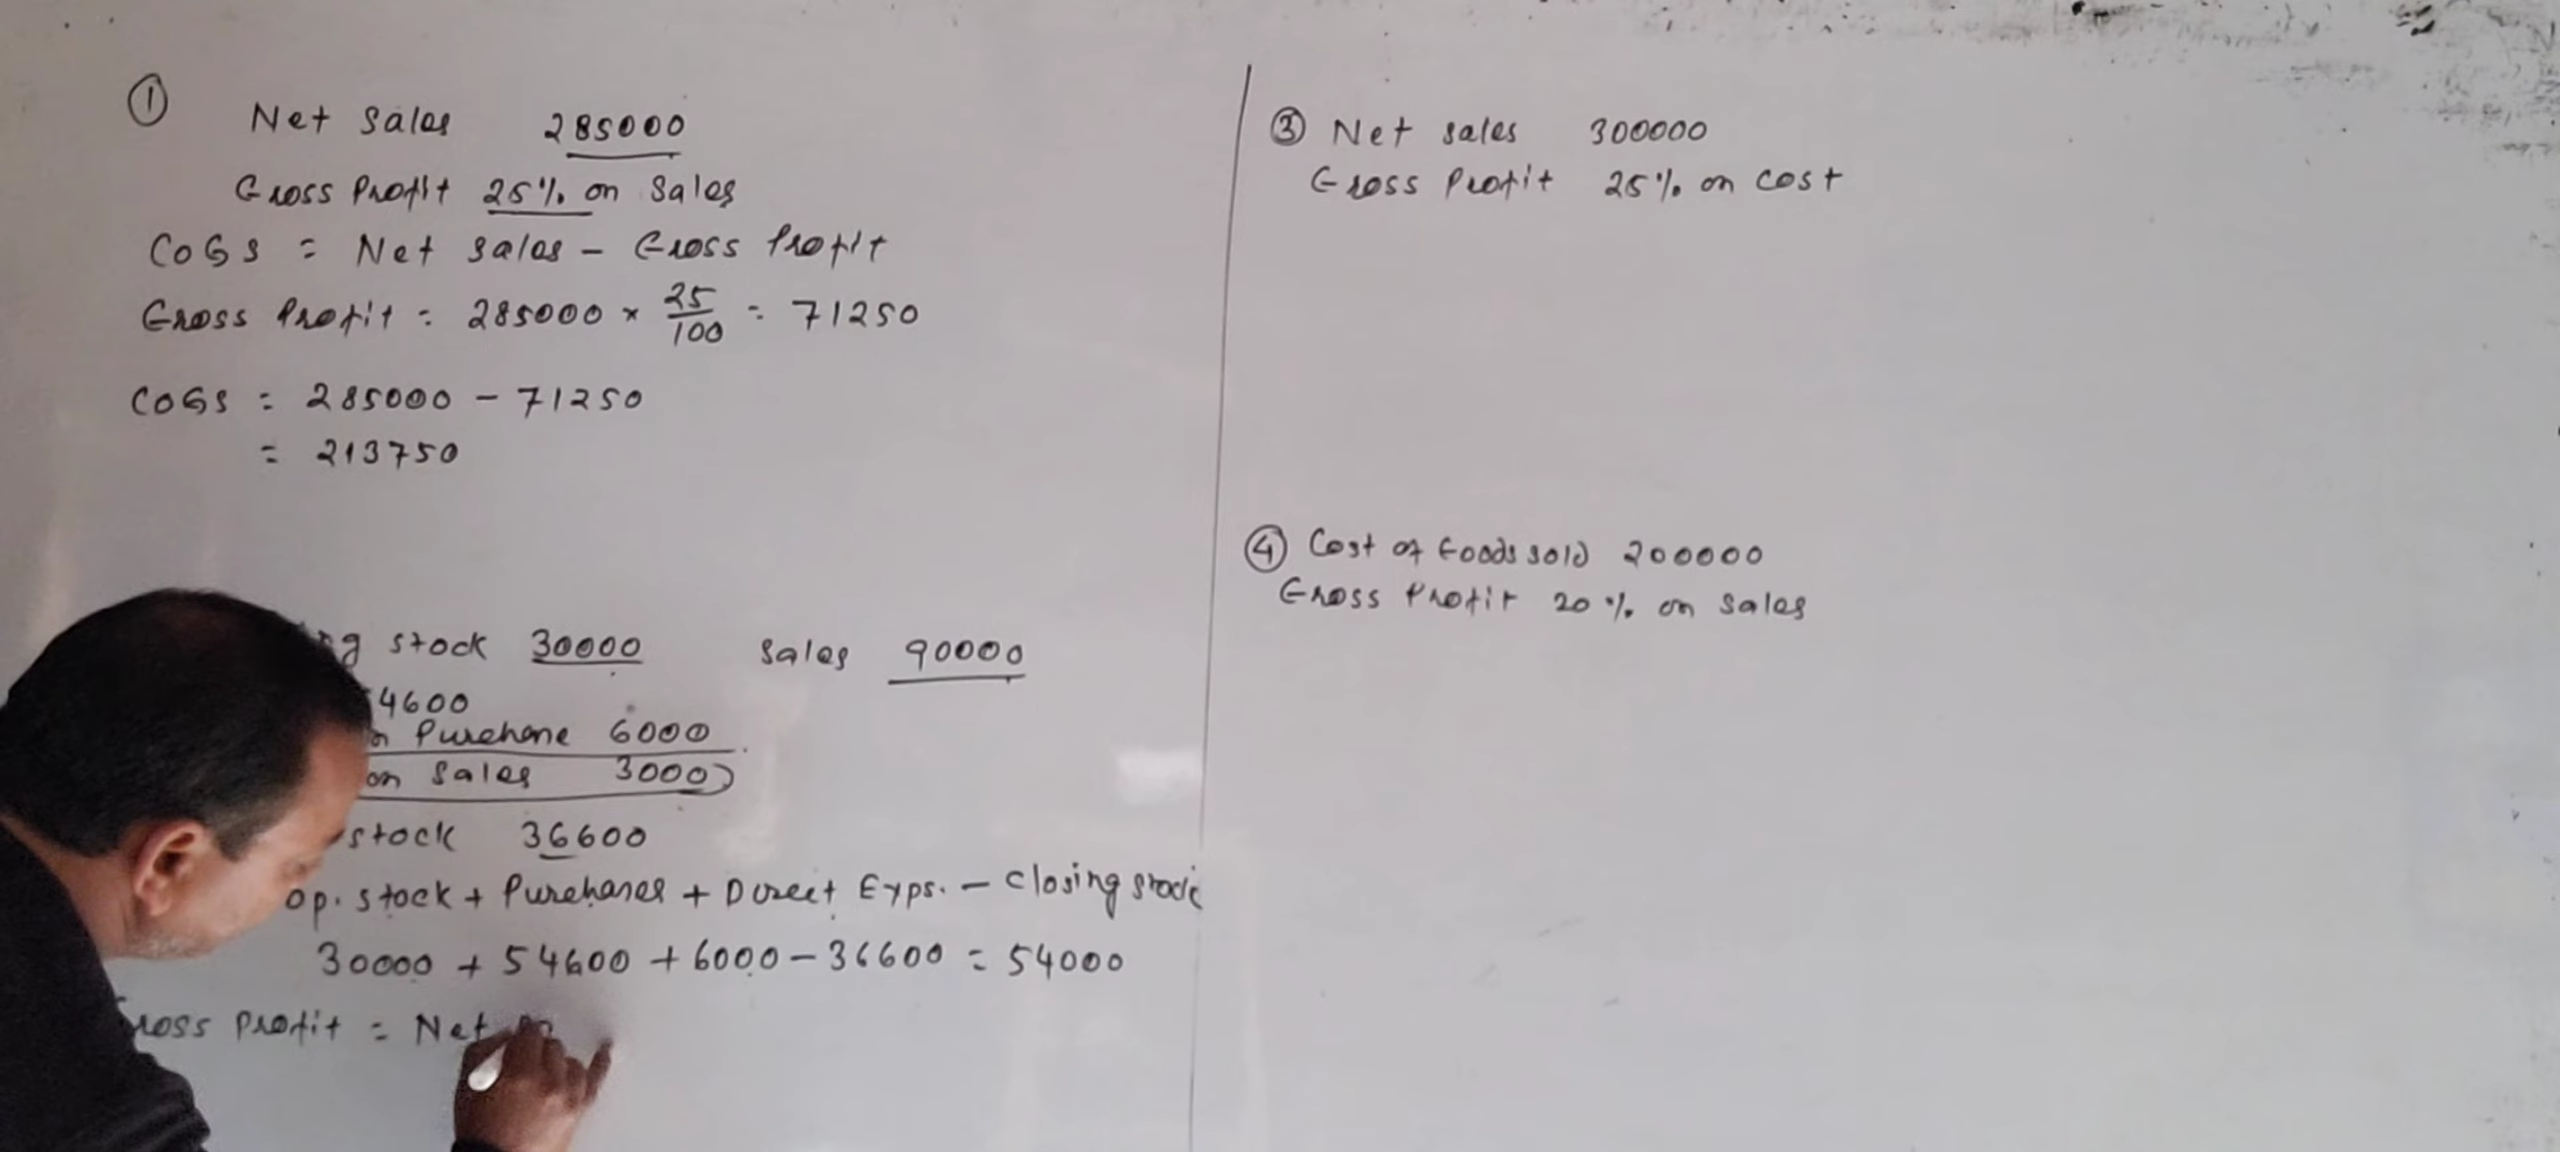 ①
Net Sales 285000
Gross Profit 25% on Sales
COGS = Net sales - Gross Profit
Gross Profit = 285000 × 25/100 = 71250
COGS = 285000 - 71250
= 213750
ng stock 30000 sales 90000
4600
n Purchase 6000
on Sales 3000
stock 36600
op. stock + Purchases + Direct Exps. - closing stock
30000 + 54600 + 6000 - 36600 = 54000
ross Profit = Net
③ Net sales 300000
Gross Profit 25% on cost
④ Cost of Goods sold 200000
Gross Profit 20% on sales